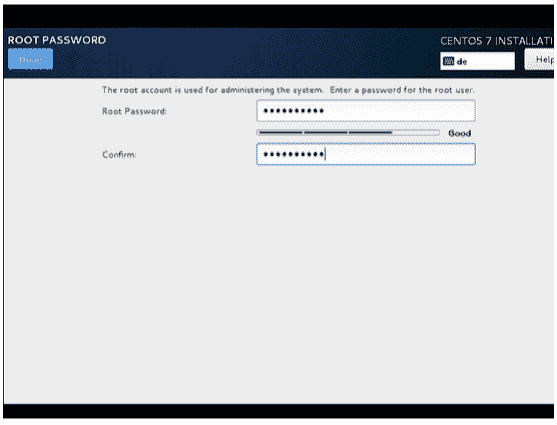 ROOT PASSWORD
CENTOS 7 INSTALLATI
Done
de
Help
The root account is used for administering the system. Enter a password for the root user.
Root Password:
••••••••••
Good
Confirm:
••••••••••